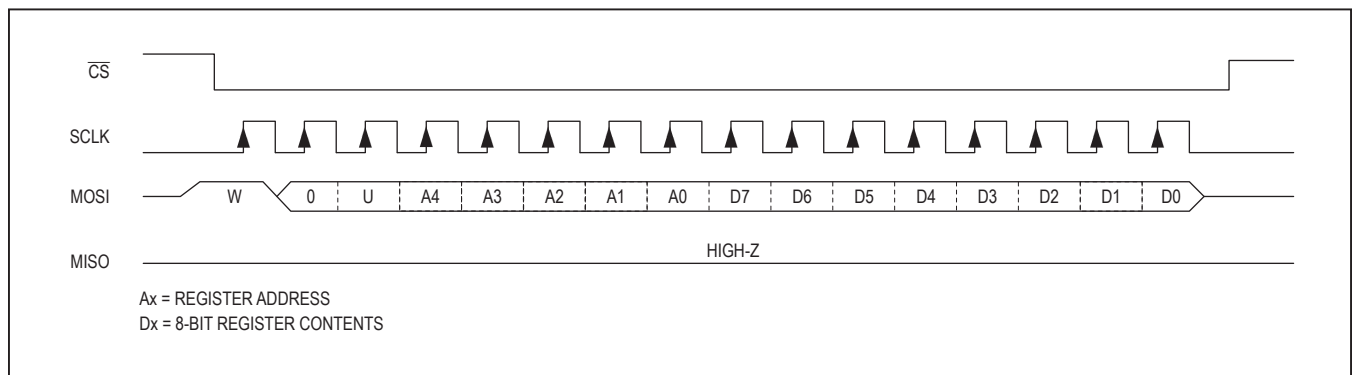 C̅S̅
SCLK
MOSI W 0 U A4 A3 A2 A1 A0 D7 D6 D5 D4 D3 D2 D1 D0
MISO HIGH-Z
Ax = REGISTER ADDRESS
Dx = 8-BIT REGISTER CONTENTS